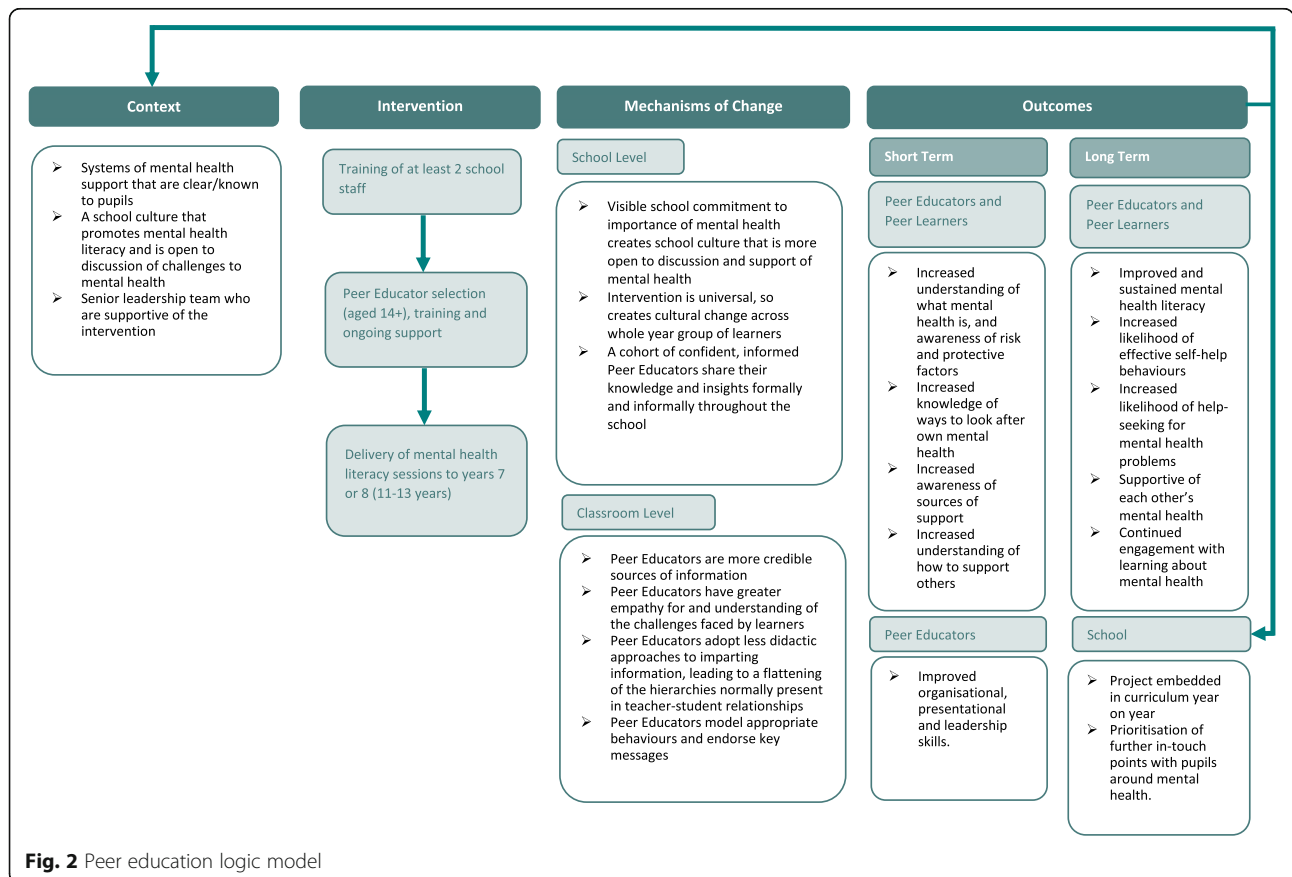 Context
Systems of mental health
support that are clear/known
to pupils
A school culture that
promotes mental health
literacy and is open to
discussion of challenges to
mental health
Senior leadership team who
are supportive of the
intervention
Intervention
Training of at least 2 school
staff
Peer Educator selection
(aged 14+), training and
ongoing support
Delivery of mental health
literacy sessions to years 7
or 8 (11-13 years)
Mechanisms of Change
School Level
Visible school commitment to
importance of mental health
creates school culture that is more
open to discussion and support of
mental health
Intervention is universal, so
creates cultural change across
whole year group of learners
A cohort of confident, informed
Peer Educators share their
knowledge and insights formally
and informally throughout the
school
Classroom Level
Peer Educators are more credible
sources of information
Peer Educators have greater
empathy for and understanding of
the challenges faced by learners
Peer Educators adopt less didactic
approaches to imparting
information, leading to a flattening
of the hierarchies normally present
in teacher-student relationships
Peer Educators model appropriate
behaviours and endorse key
messages
Outcomes
Short Term
Peer Educators and
Peer Learners
Increased
understanding of
what mental
health is, and
awareness of risk
and protective
factors
Increased
knowledge of
ways to look after
own mental
health
Increased
awareness of
sources of
support
Increased
understanding of
how to support
others
Peer Educators
Improved
organisational,
presentational
and leadership
skills.
Long Term
Peer Educators and
Peer Learners
Improved and
sustained mental
health literacy
Increased
likelihood of
effective self-help
behaviours
Increased
likelihood of help-
seeking for
mental health
problems
Supportive of
each other's
mental health
Continued
engagement with
learning about
mental health
School
Project embedded
in curriculum year
on year
Prioritisation of
further in-touch
points with pupils
around mental
health.
Fig. 2 Peer education logic model